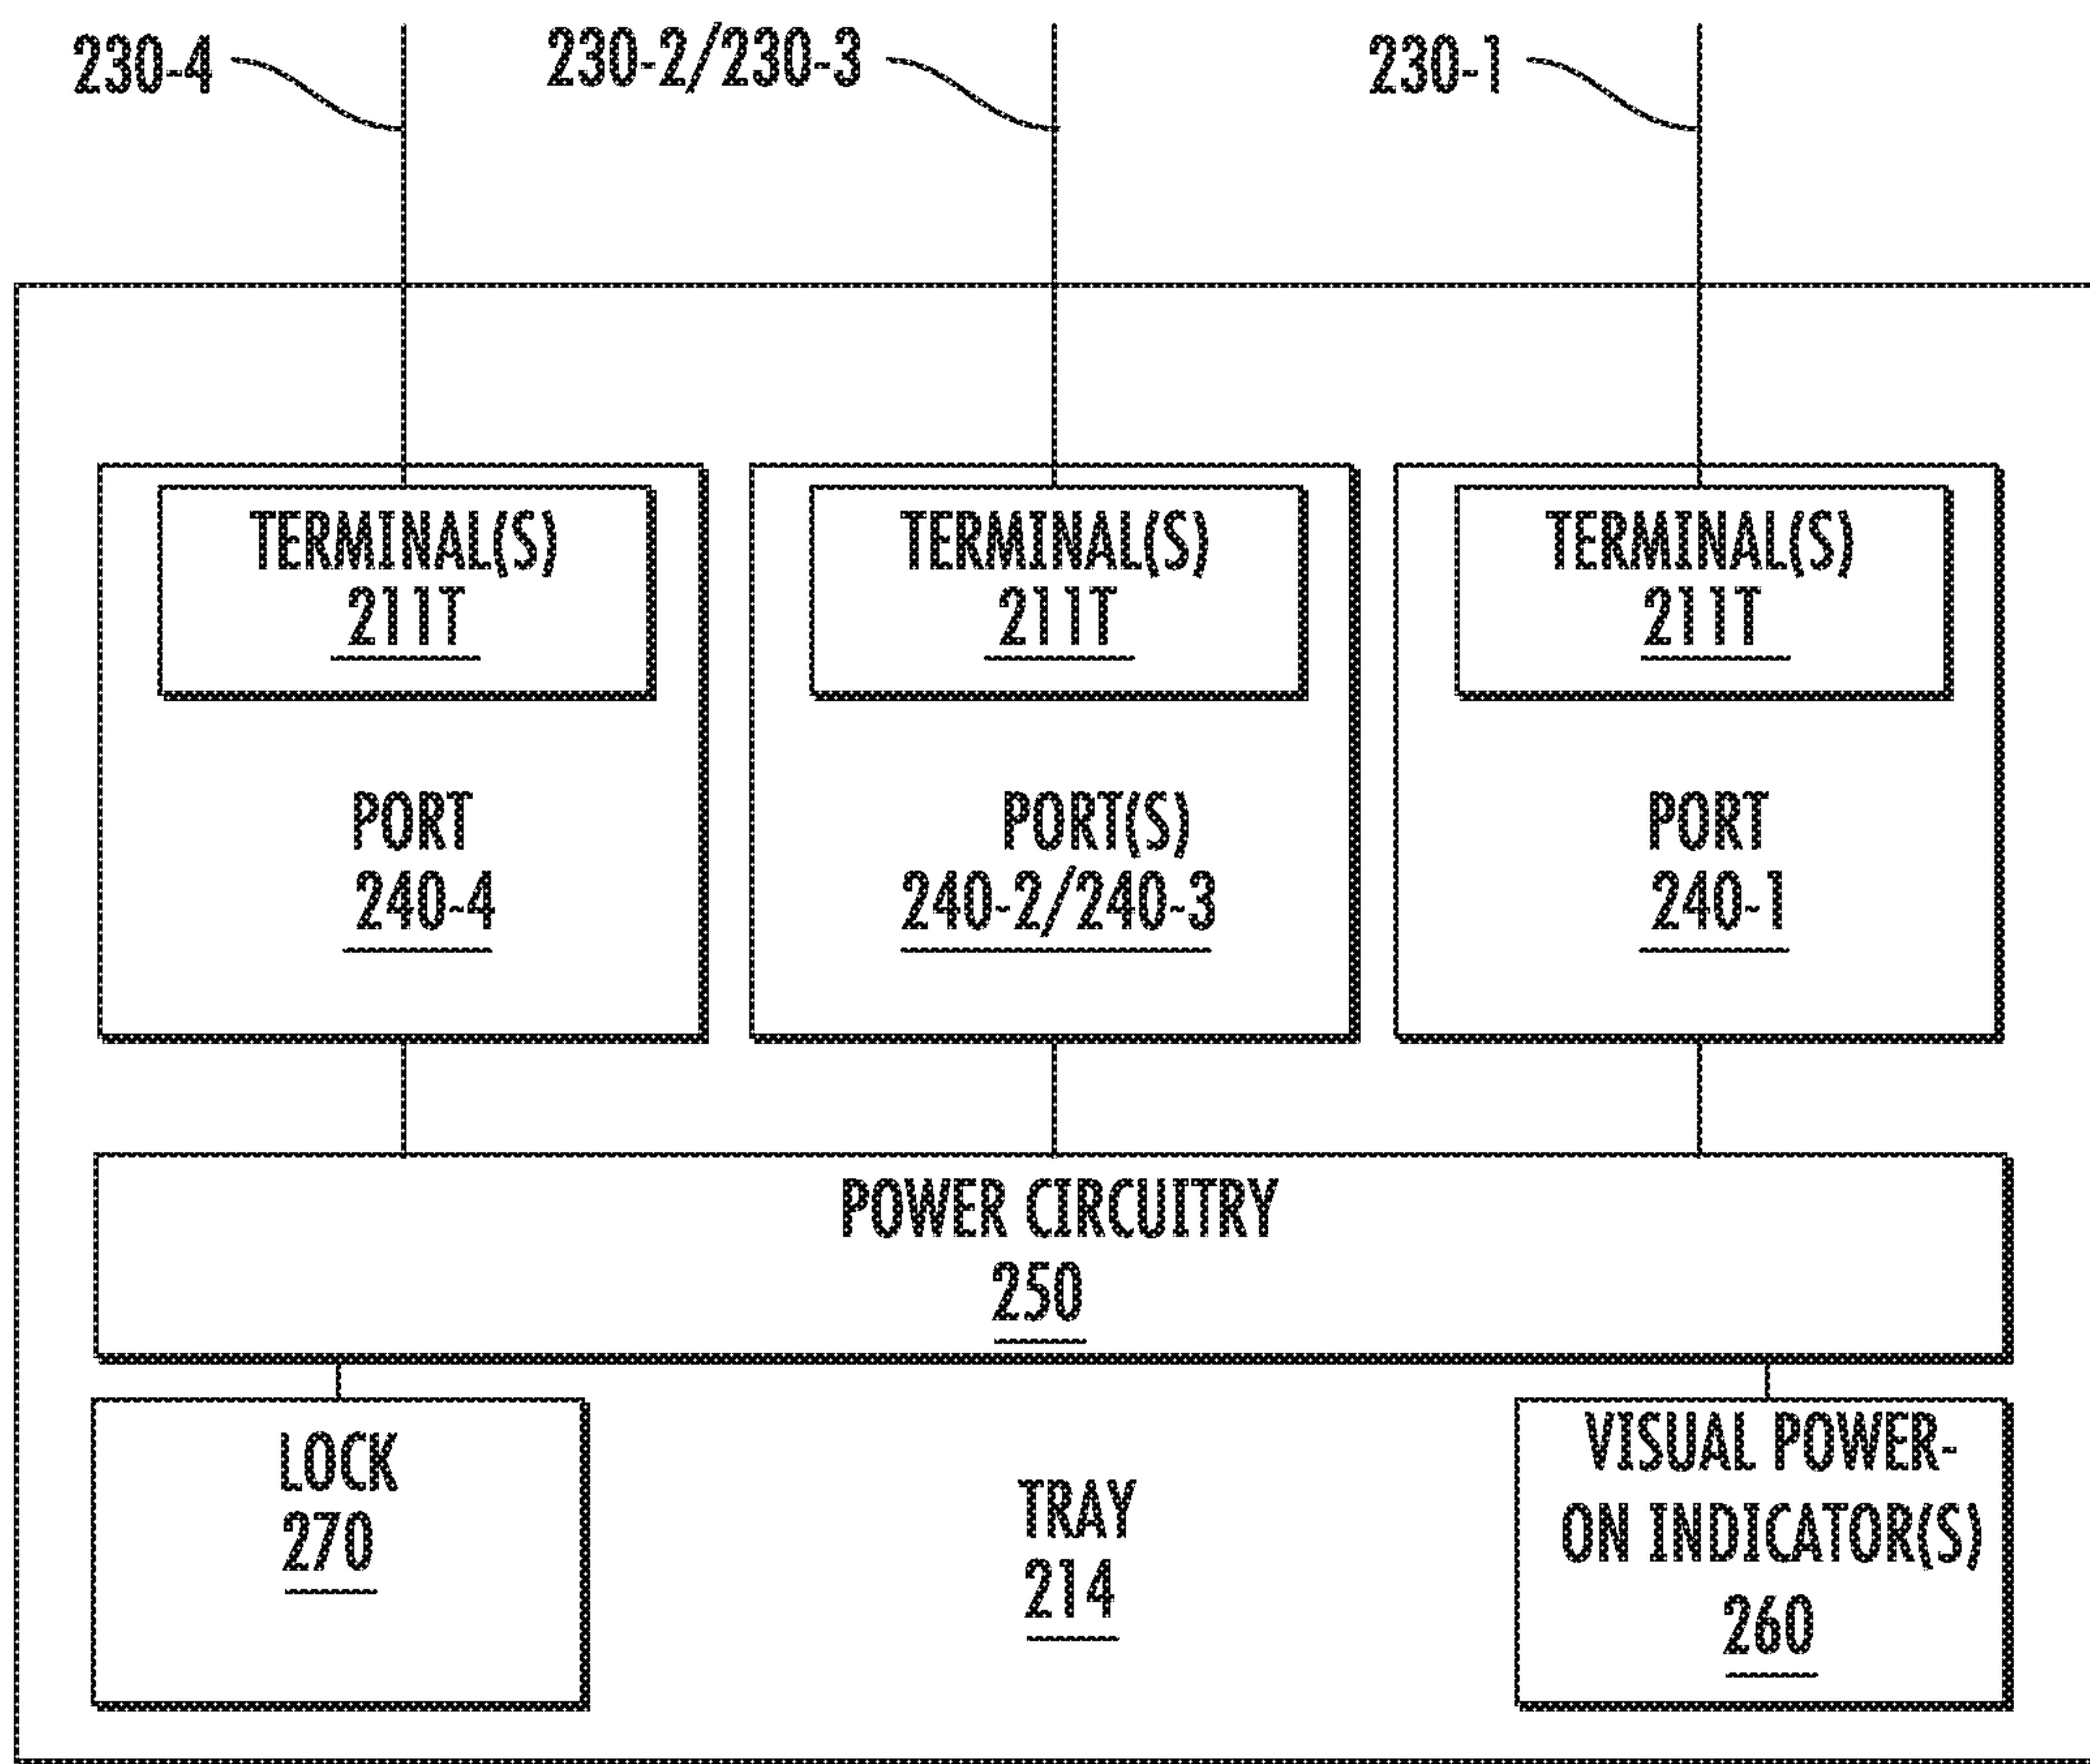 230-4
230-2/230-3
230-1
TERMINAL(S)
211T
TERMINAL(S)
211T
TERMINAL(S)
211T
PORT
240-4
PORT(S)
240-2/240-3
PORT
240-1
POWER CIRCUITRY
250
LOCK
270
TRAY
214
VISUAL POWER-
ON INDICATOR(S)
260